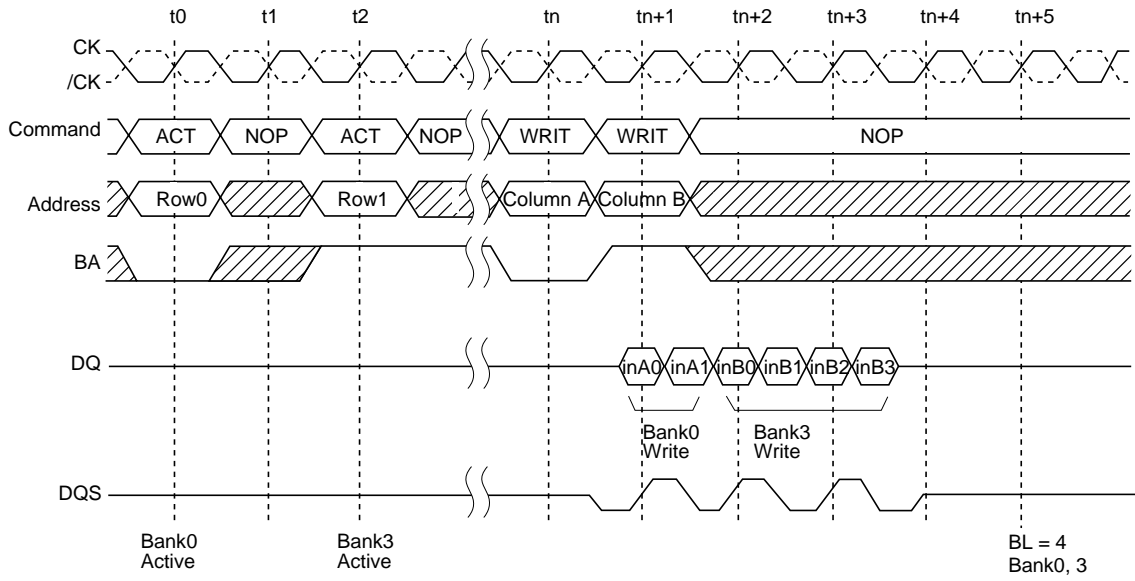 t0 t1 t2 tn tn+1 tn+2 tn+3 tn+4 tn+5
CK
/CK
Command ACT NOP ACT NOP WRIT WRIT NOP
Address Row0 Row1 Column A Column B
BA
DQ inA0 inA1 inB0 inB1 inB2 inB3
Bank0 Bank3
Write Write
DQS
Bank0 Bank3 BL = 4
Active Active Bank0, 3